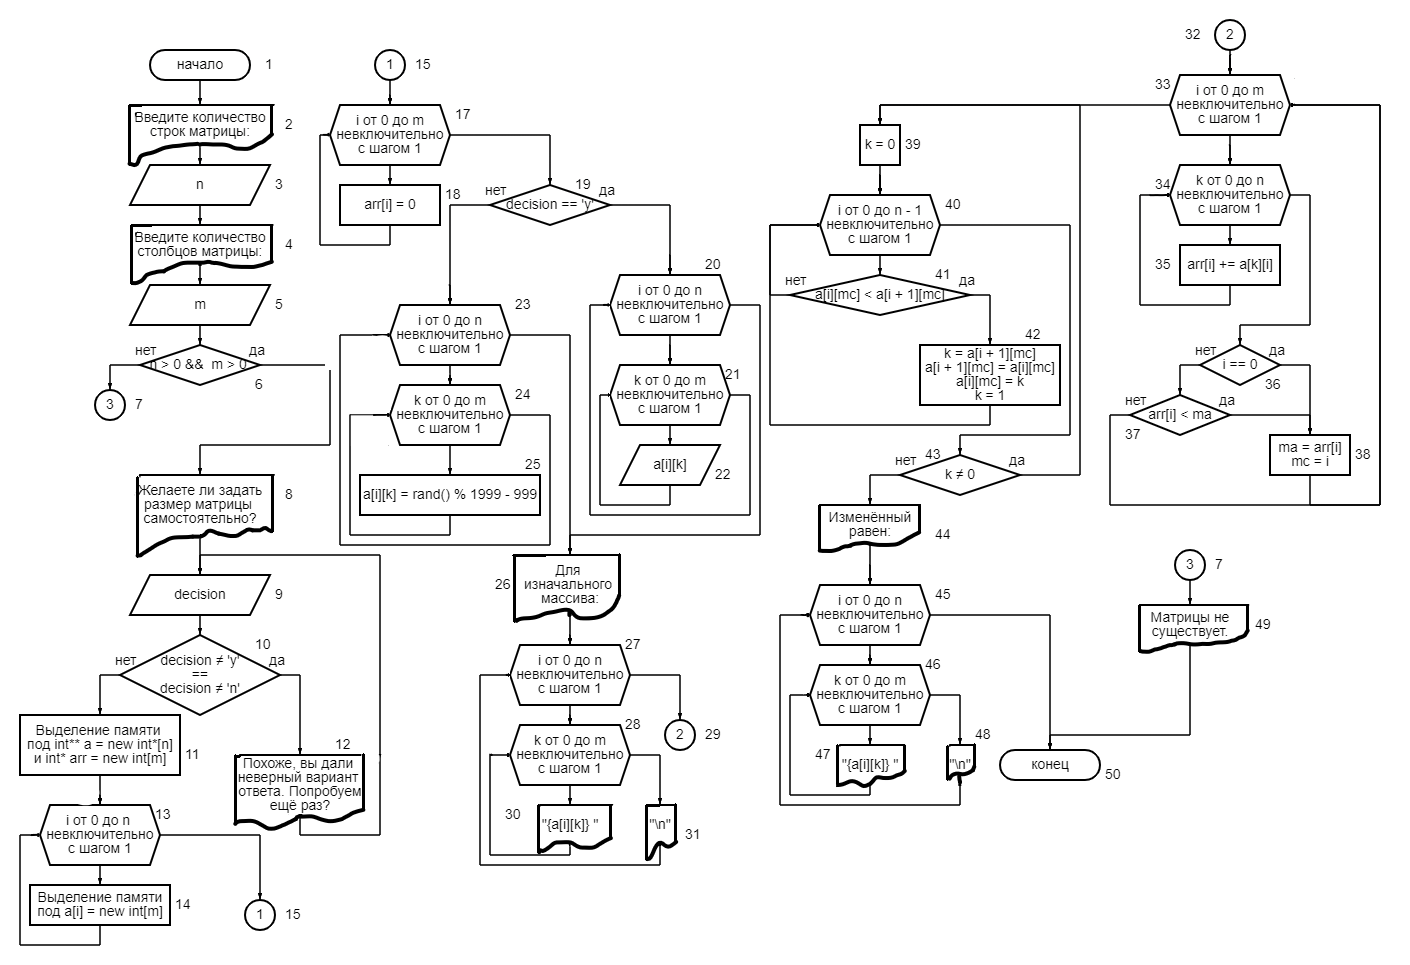 начало
1
Введите количество
строк матрицы:
2
n
3
Введите количество
столбцов матрицы:
4
m
5
нет
да
n > 0 && m > 0
6
3
7
Желаете ли задать
размер матрицы
самостоятельно?
8
decision
9
10
нет
да
decision ≠ 'y'
==
decision ≠ 'n'
Выделение памяти
под int** a = new int*[n]
и int* arr = new int[m]
11
12
Похоже, вы дали
неверный вариант
ответа. Попробуем
ещё раз?
i от 0 до n
невключительно
с шагом 1
13
Выделение памяти
под a[i] = new int[m]
14
1
15
1
15
i от 0 до m
невключительно
с шагом 1
17
arr[i] = 0
18
нет
19
да
decision == 'y'
20
i от 0 до n
невключительно
с шагом 1
21
k от 0 до m
невключительно
с шагом 1
a[i][k]
22
23
i от 0 до n
невключительно
с шагом 1
24
k от 0 до m
невключительно
с шагом 1
25
a[i][k] = rand() % 1999 - 999
26
Для
изначального
массива:
27
i от 0 до n
невключительно
с шагом 1
28
k от 0 до m
невключительно
с шагом 1
2
29
30
"{a[i][k]} "
"\n"
31
32
2
33
i от 0 до m
невключительно
с шагом 1
34
k от 0 до n
невключительно
с шагом 1
35
arr[i] += a[k][i]
нет
да
i == 0
36
нет
да
arr[i] < ma
37
ma = arr[i]
mc = i
38
k = 0
39
i от 0 до n - 1
невключительно
с шагом 1
40
нет
41
да
a[i][mc] < a[i + 1][mc]
42
k = a[i + 1][mc]
a[i + 1][mc] = a[i][mc]
a[i][mc] = k
k = 1
нет
43
да
k ≠ 0
Изменённый
равен:
44
i от 0 до n
невключительно
с шагом 1
45
46
k от 0 до m
невключительно
с шагом 1
47
"{a[i][k]} "
48
"\n"
3
7
Матрицы не
существует.
49
конец
50